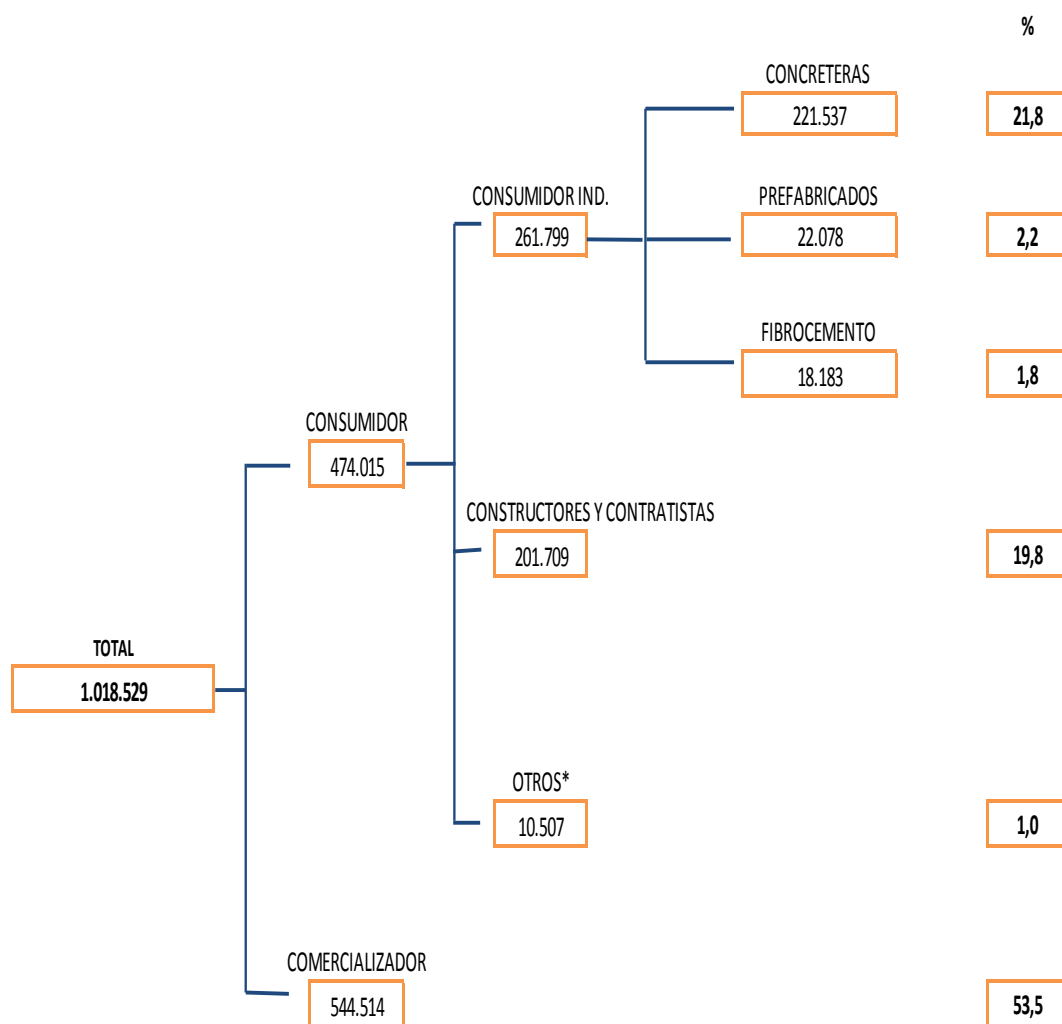 %
CONCRETERAS
221.537
21,8
CONSUMIDOR IND.
PREFABRICADOS
261.799
22.078
2,2
FIBROCEMENTO
18.183
1,8
CONSUMIDOR
474.015
CONSTRUCTORES Y CONTRATISTAS
201.709
19,8
TOTAL
1.018.529
OTROS*
10.507
1,0
COMERCIALIZADOR
544.514
53,5